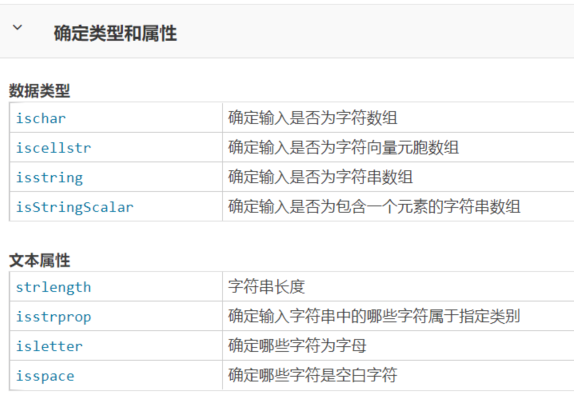 确定类型和属性
数据类型
ischar 确定输入是否为字符数组
iscellstr 确定输入是否为字符向量元胞数组
isstring 确定输入是否为字符串数组
isStringScalar 确定输入是否为包含一个元素的字符串数组
文本属性
strlength 字符串长度
isstrprop 确定输入字符串中的哪些字符属于指定类别
isletter 确定哪些字符为字母
isspace 确定哪些字符是空白字符